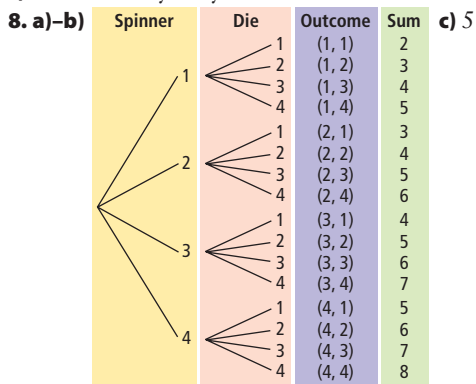 8. a)–b) Spinner Die Outcome Sum c) 5
1 (1, 1) 2
2 (1, 2) 3
1
3 (1, 3) 4
4 (1, 4) 5
1 (2, 1) 3
2 (2, 2) 4
2
3 (2, 3) 5
4 (2, 4) 6
1 (3, 1) 4
2 (3, 2) 5
3
3 (3, 3) 6
4 (3, 4) 7
1 (4, 1) 5
2 (4, 2) 6
4
3 (4, 3) 7
4 (4, 4) 8